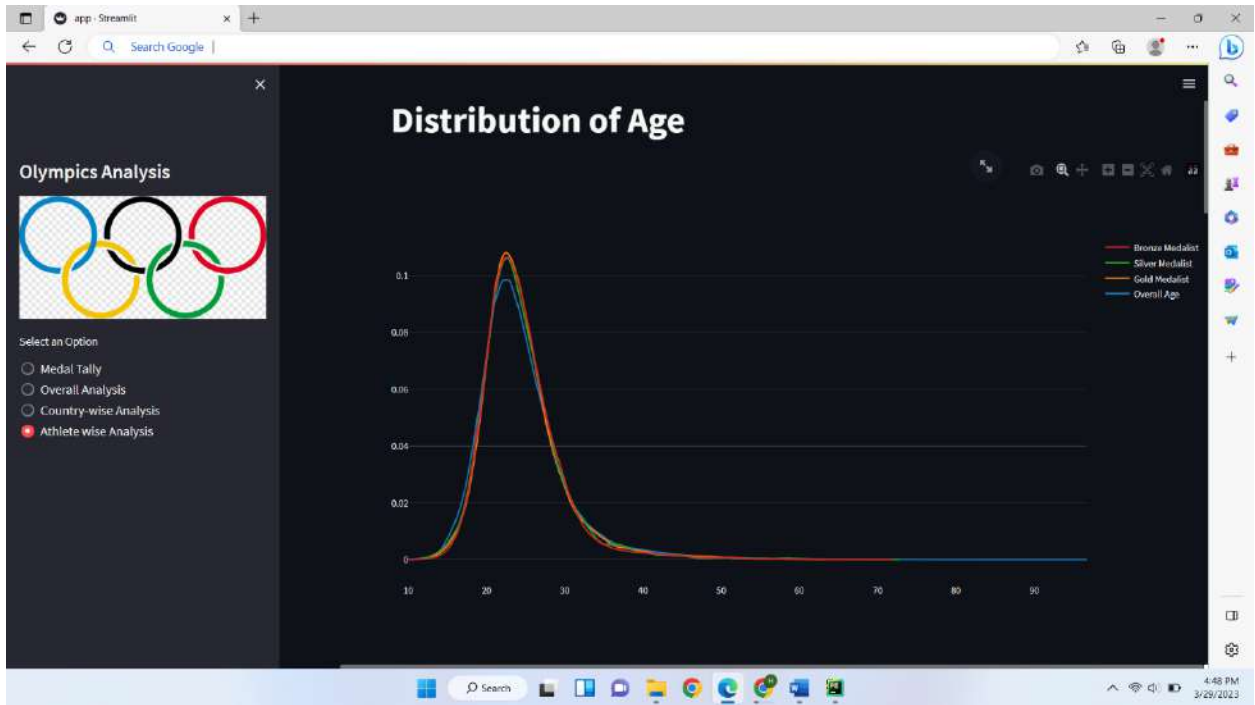 app · Streamlit
Search Google
Distribution of Age
Olympics Analysis
Select an Option
Medal Tally
Overall Analysis
Country-wise Analysis
Athlete wise Analysis
Bronze Medalist
Silver Medalist
Gold Medalist
Overall Age
0.1
0.08
0.06
0.04
0.02
0
10 20 30 40 50 60 70 80 90
Search
4:48 PM
3/29/2023